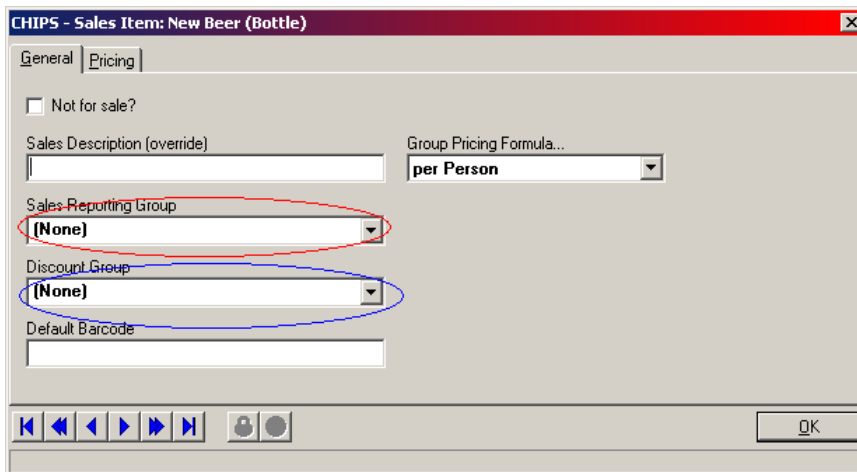 CHIPS - Sales Item: New Beer (Bottle)
General Pricing
Not for sale?
Sales Description (override) Group Pricing Formula...
per Person
Sales Reporting Group
(None)
Discount Group
(None)
Default Barcode
OK